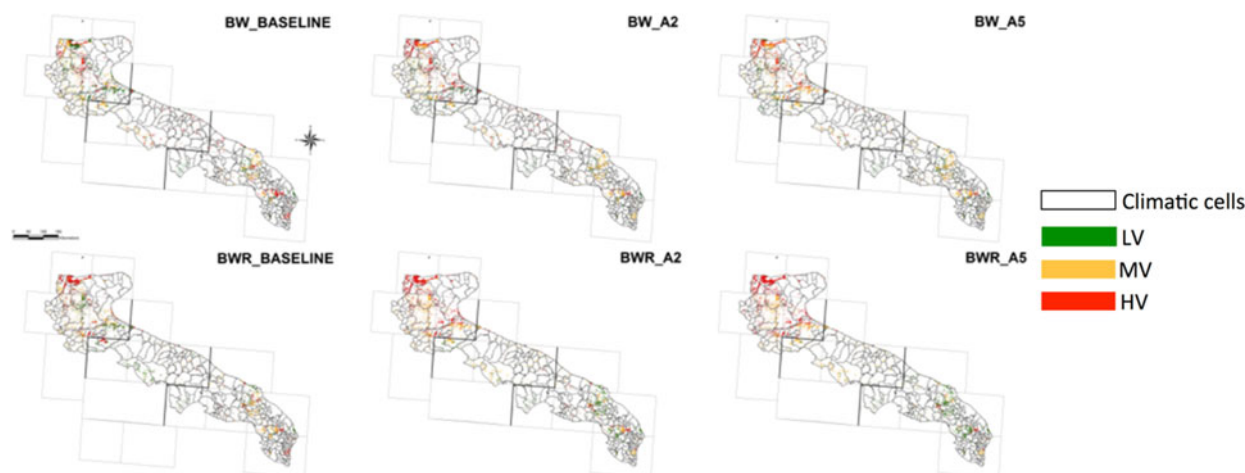 BW_BASELINE
BW_A2
BW_A5
Climatic cells
LV
MV
HV
BWR_BASELINE
BWR_A2
BWR_A5